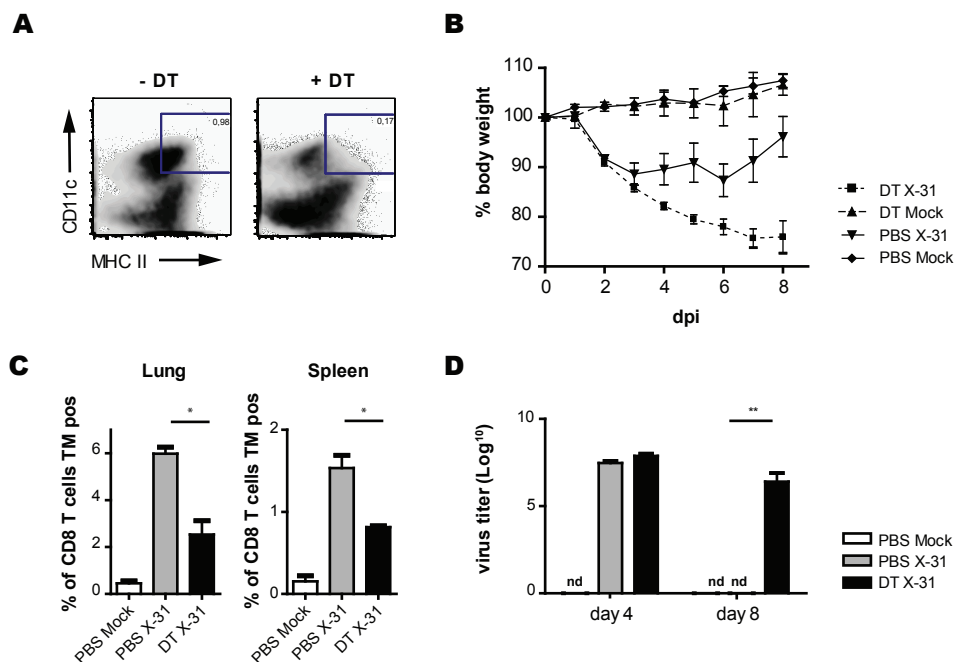 A
- DT
+ DT
0,98
0,17
CD11c
MHC II
B
% body weight
110
100
90
80
70
0
2
4
6
8
dpi
DT X-31
DT Mock
PBS X-31
PBS Mock
C
Lung
Spleen
% of CD8 T cells TM pos
6
4
2
0
*
PBS Mock
PBS X-31
DT X-31
% of CD8 T cells TM pos
2
1
0
*
PBS Mock
PBS X-31
DT X-31
D
virus titer (Log10)
10
5
0
nd
nd nd
**
day 4
day 8
PBS Mock
PBS X-31
DT X-31